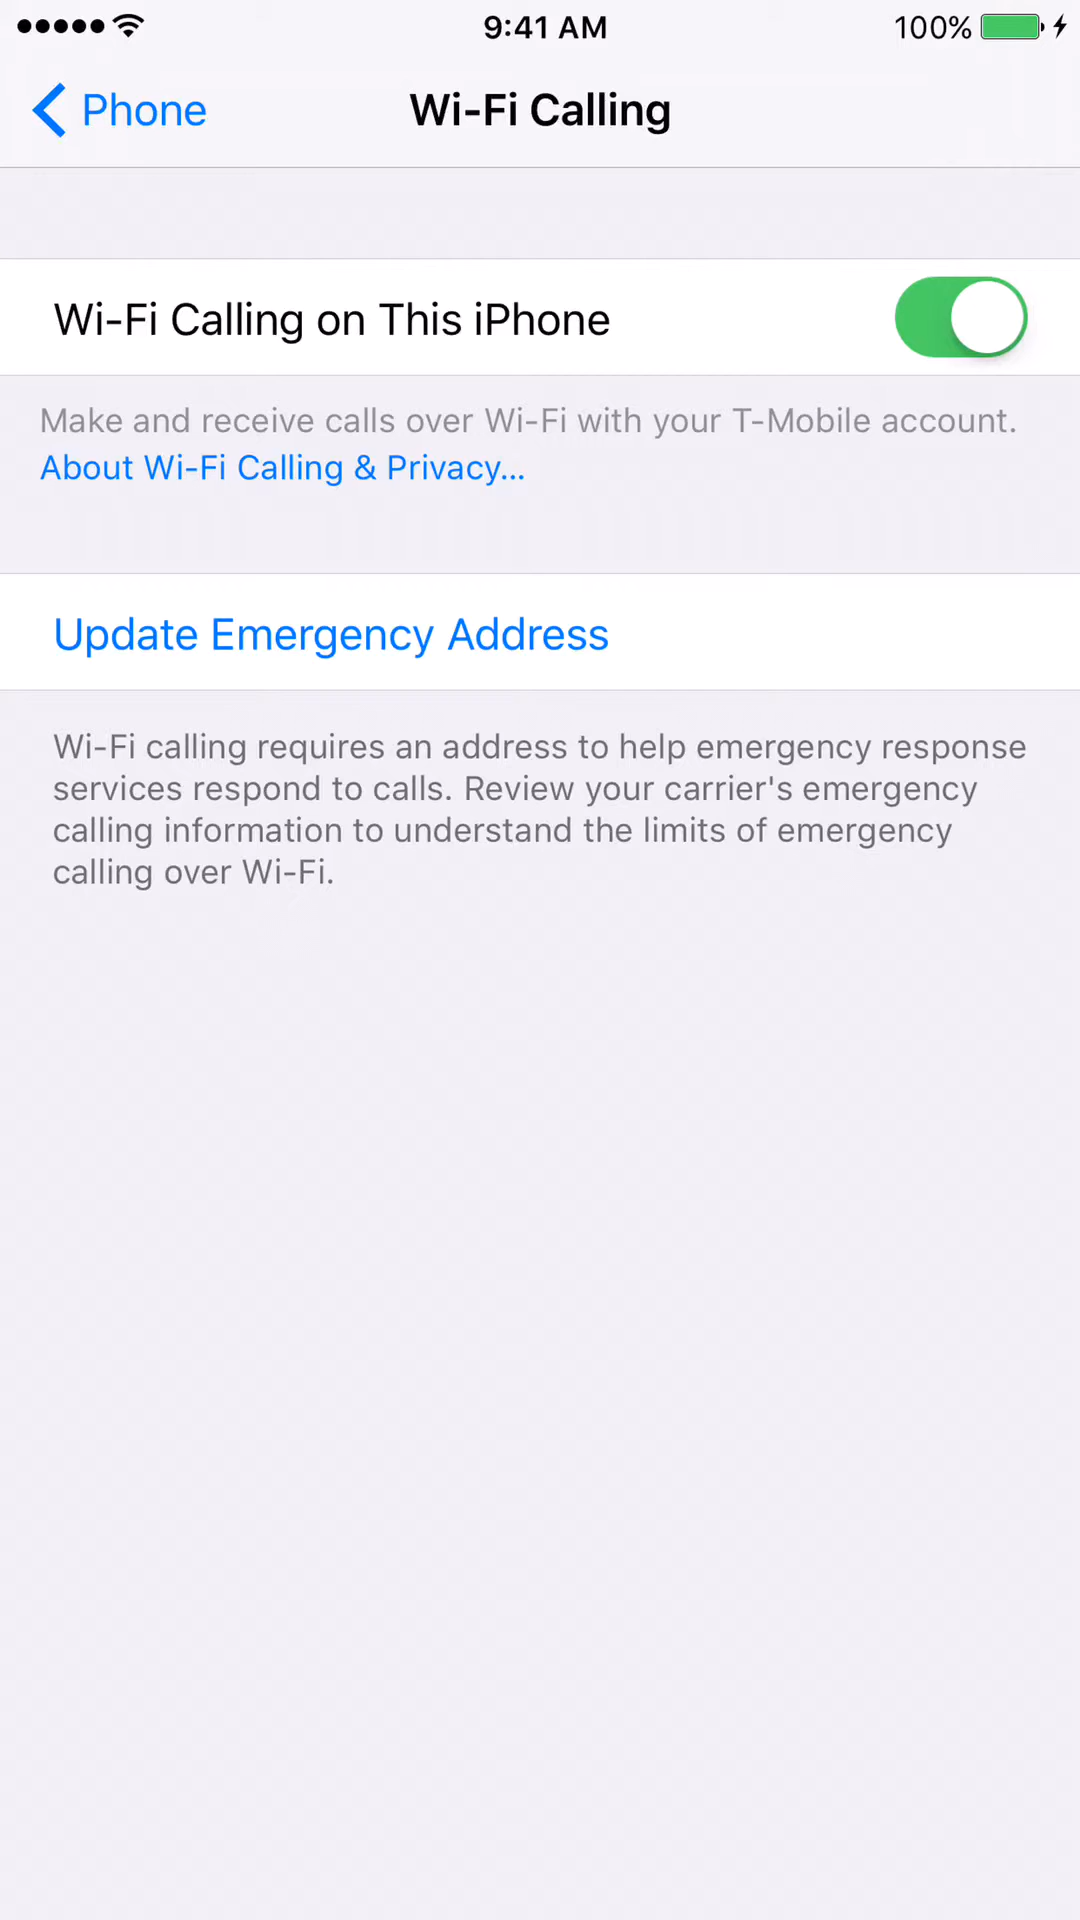 9:41 AM
100%
Phone
Wi-Fi Calling
Wi-Fi Calling on This iPhone
Make and receive calls over Wi-Fi with your T-Mobile account.
About Wi-Fi Calling & Privacy...
Update Emergency Address
Wi-Fi calling requires an address to help emergency response
services respond to calls. Review your carrier's emergency
calling information to understand the limits of emergency
calling over Wi-Fi.